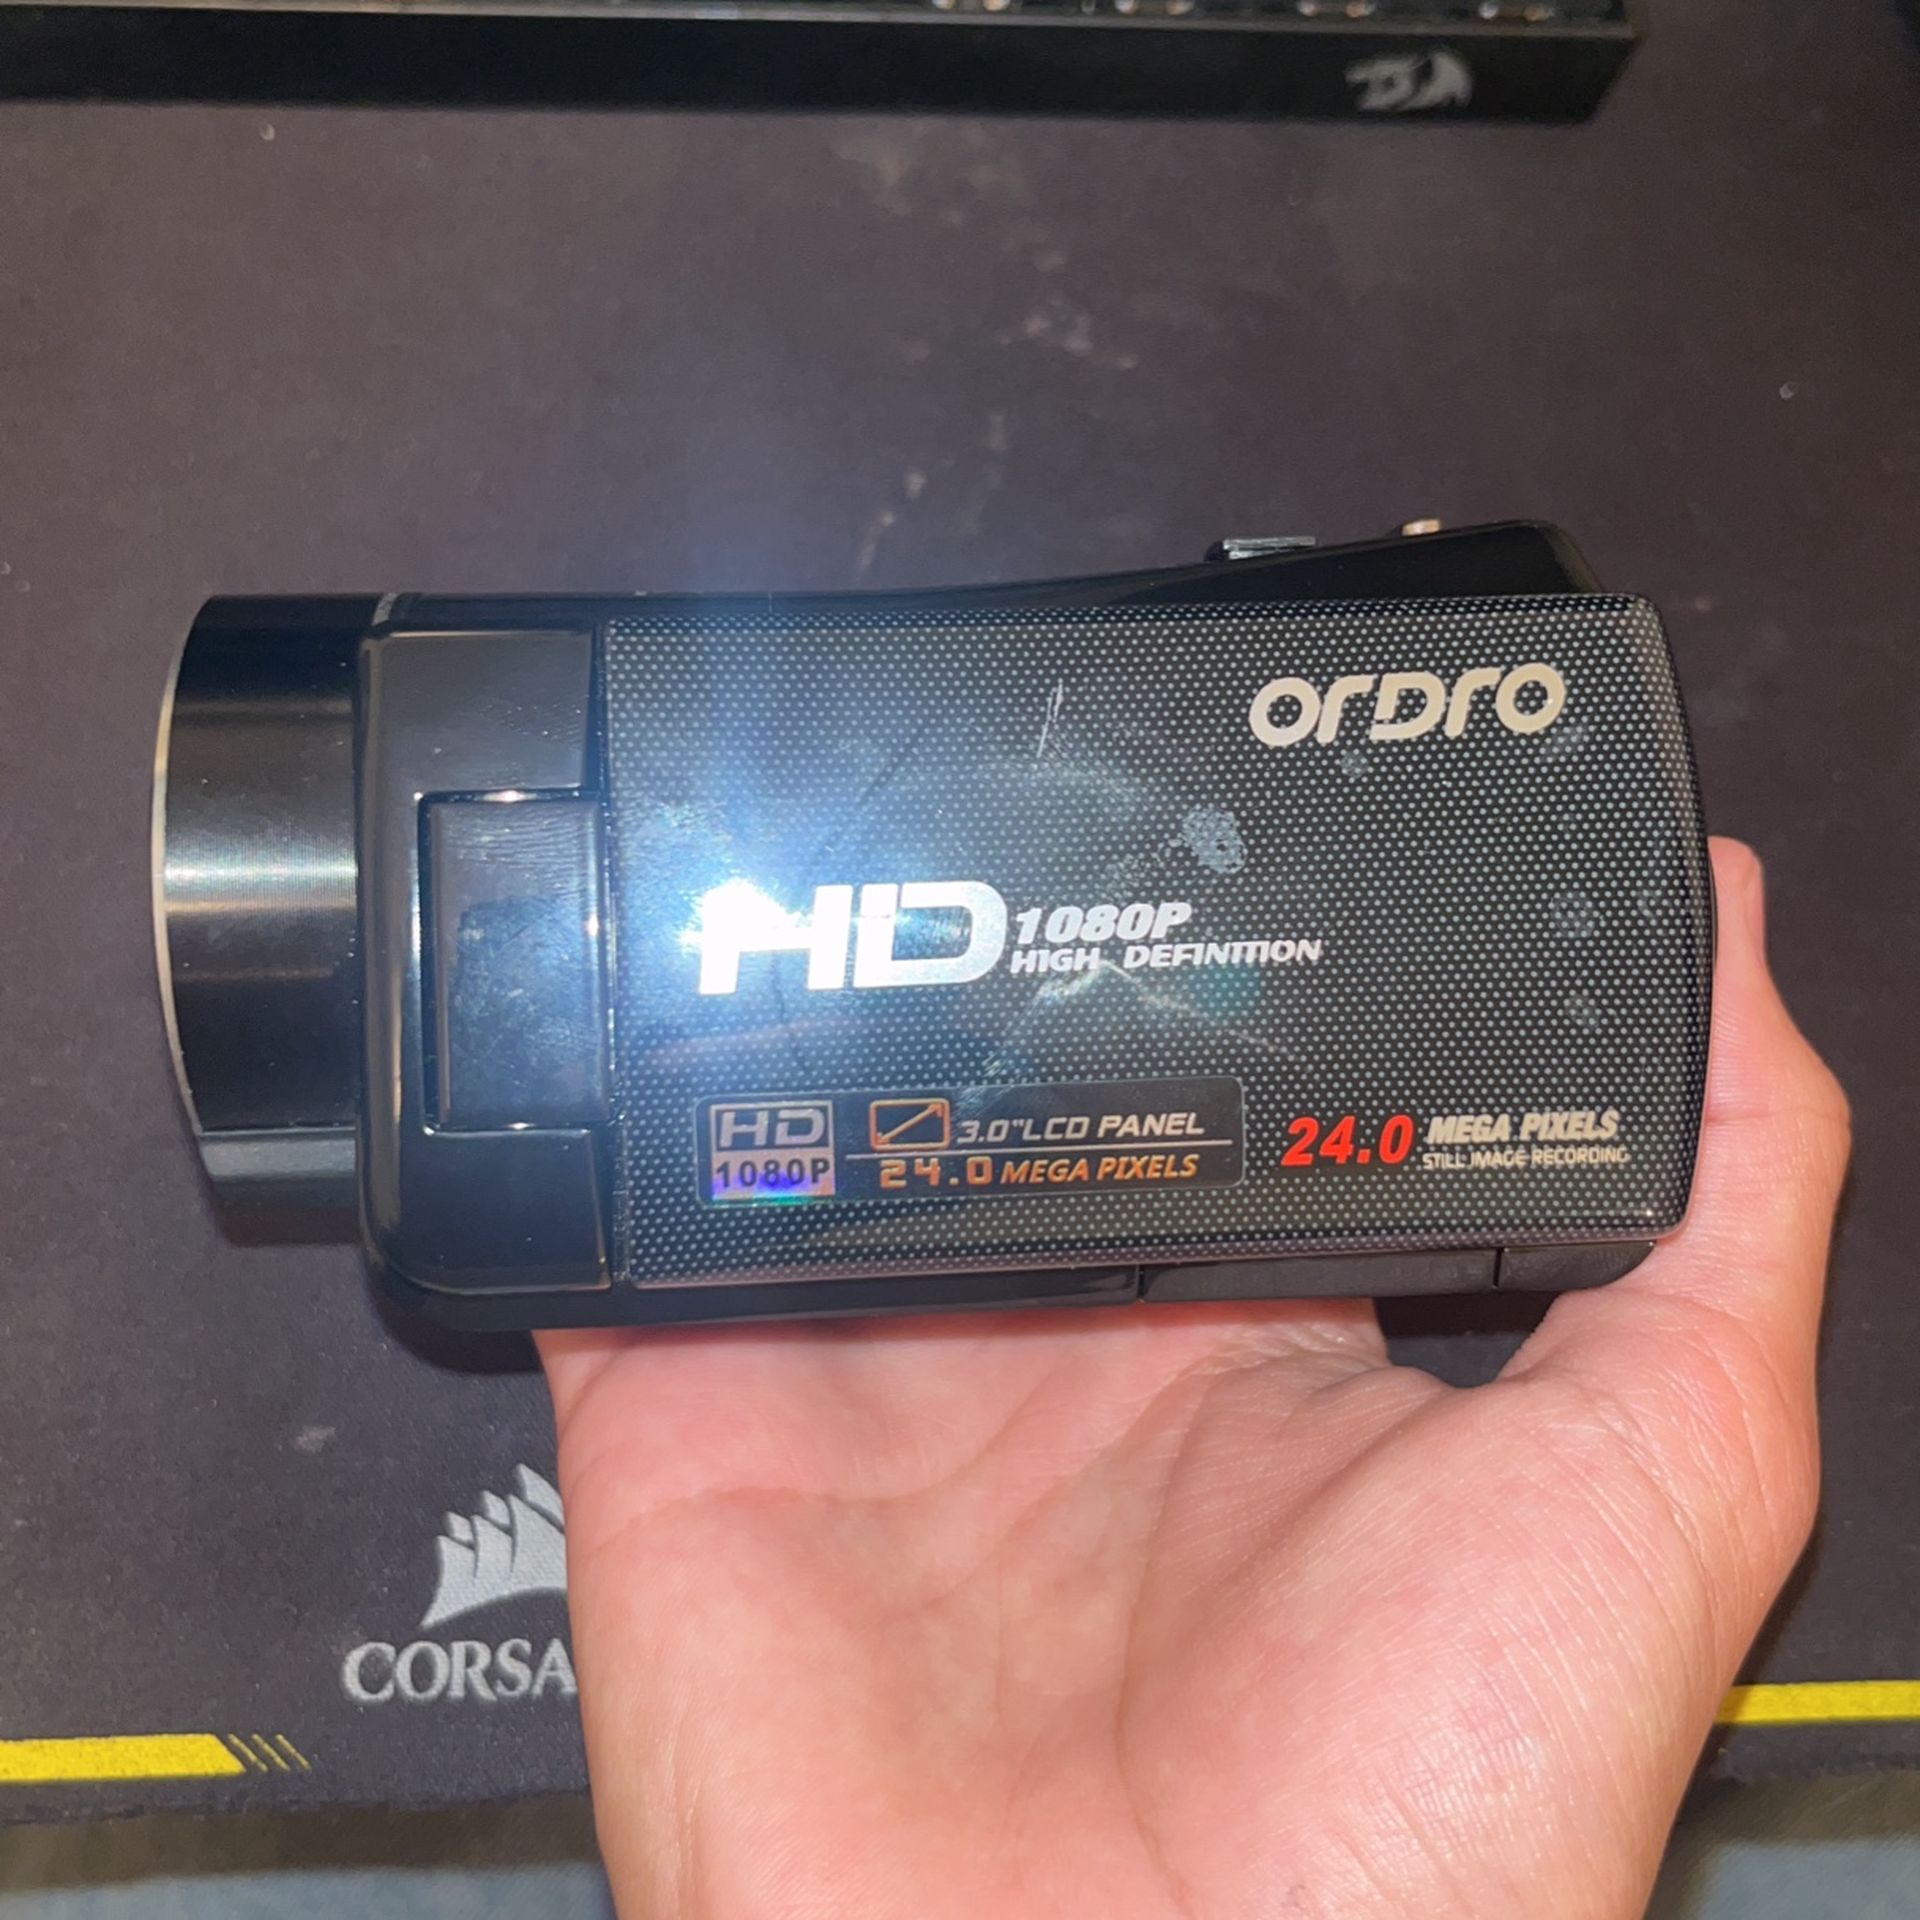 ORDRO
HD 1080P
HIGH DEFINITION
HD
1080P
3.0"LCD PANEL
24.0 MEGA PIXELS
24.0 MEGA PIXELS
STILL IMAGE RECORDING
CORSA